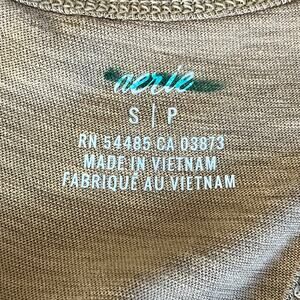 aerie
S | P
RN 54485 CA 03873
MADE IN VIETNAM
FABRIQUÉ AU VIETNAM